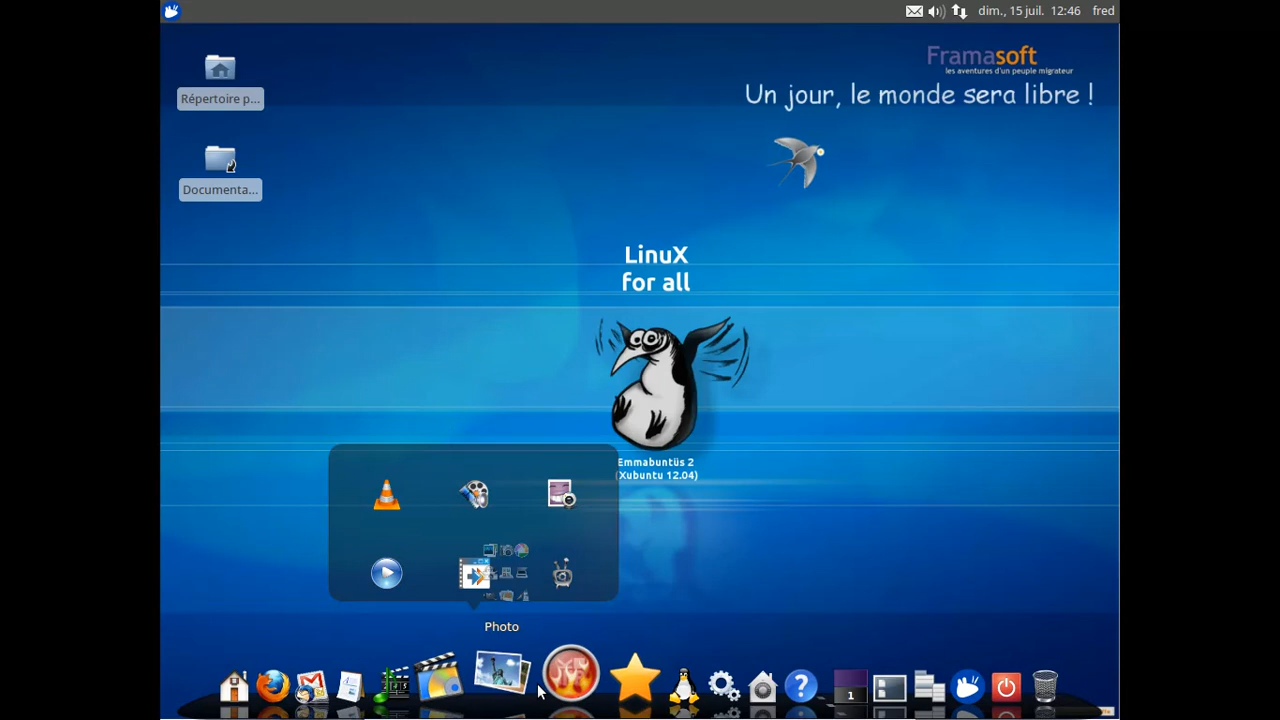 dim., 15 juil. 12:46 fred
Framasoft
les aventures d'un peuple migrateur
Un jour, le monde sera libre !
Répertoire p...
Documenta...
LinuX
for all
Emmabuntüs 2
(Xubuntu 12.04)
Photo
1